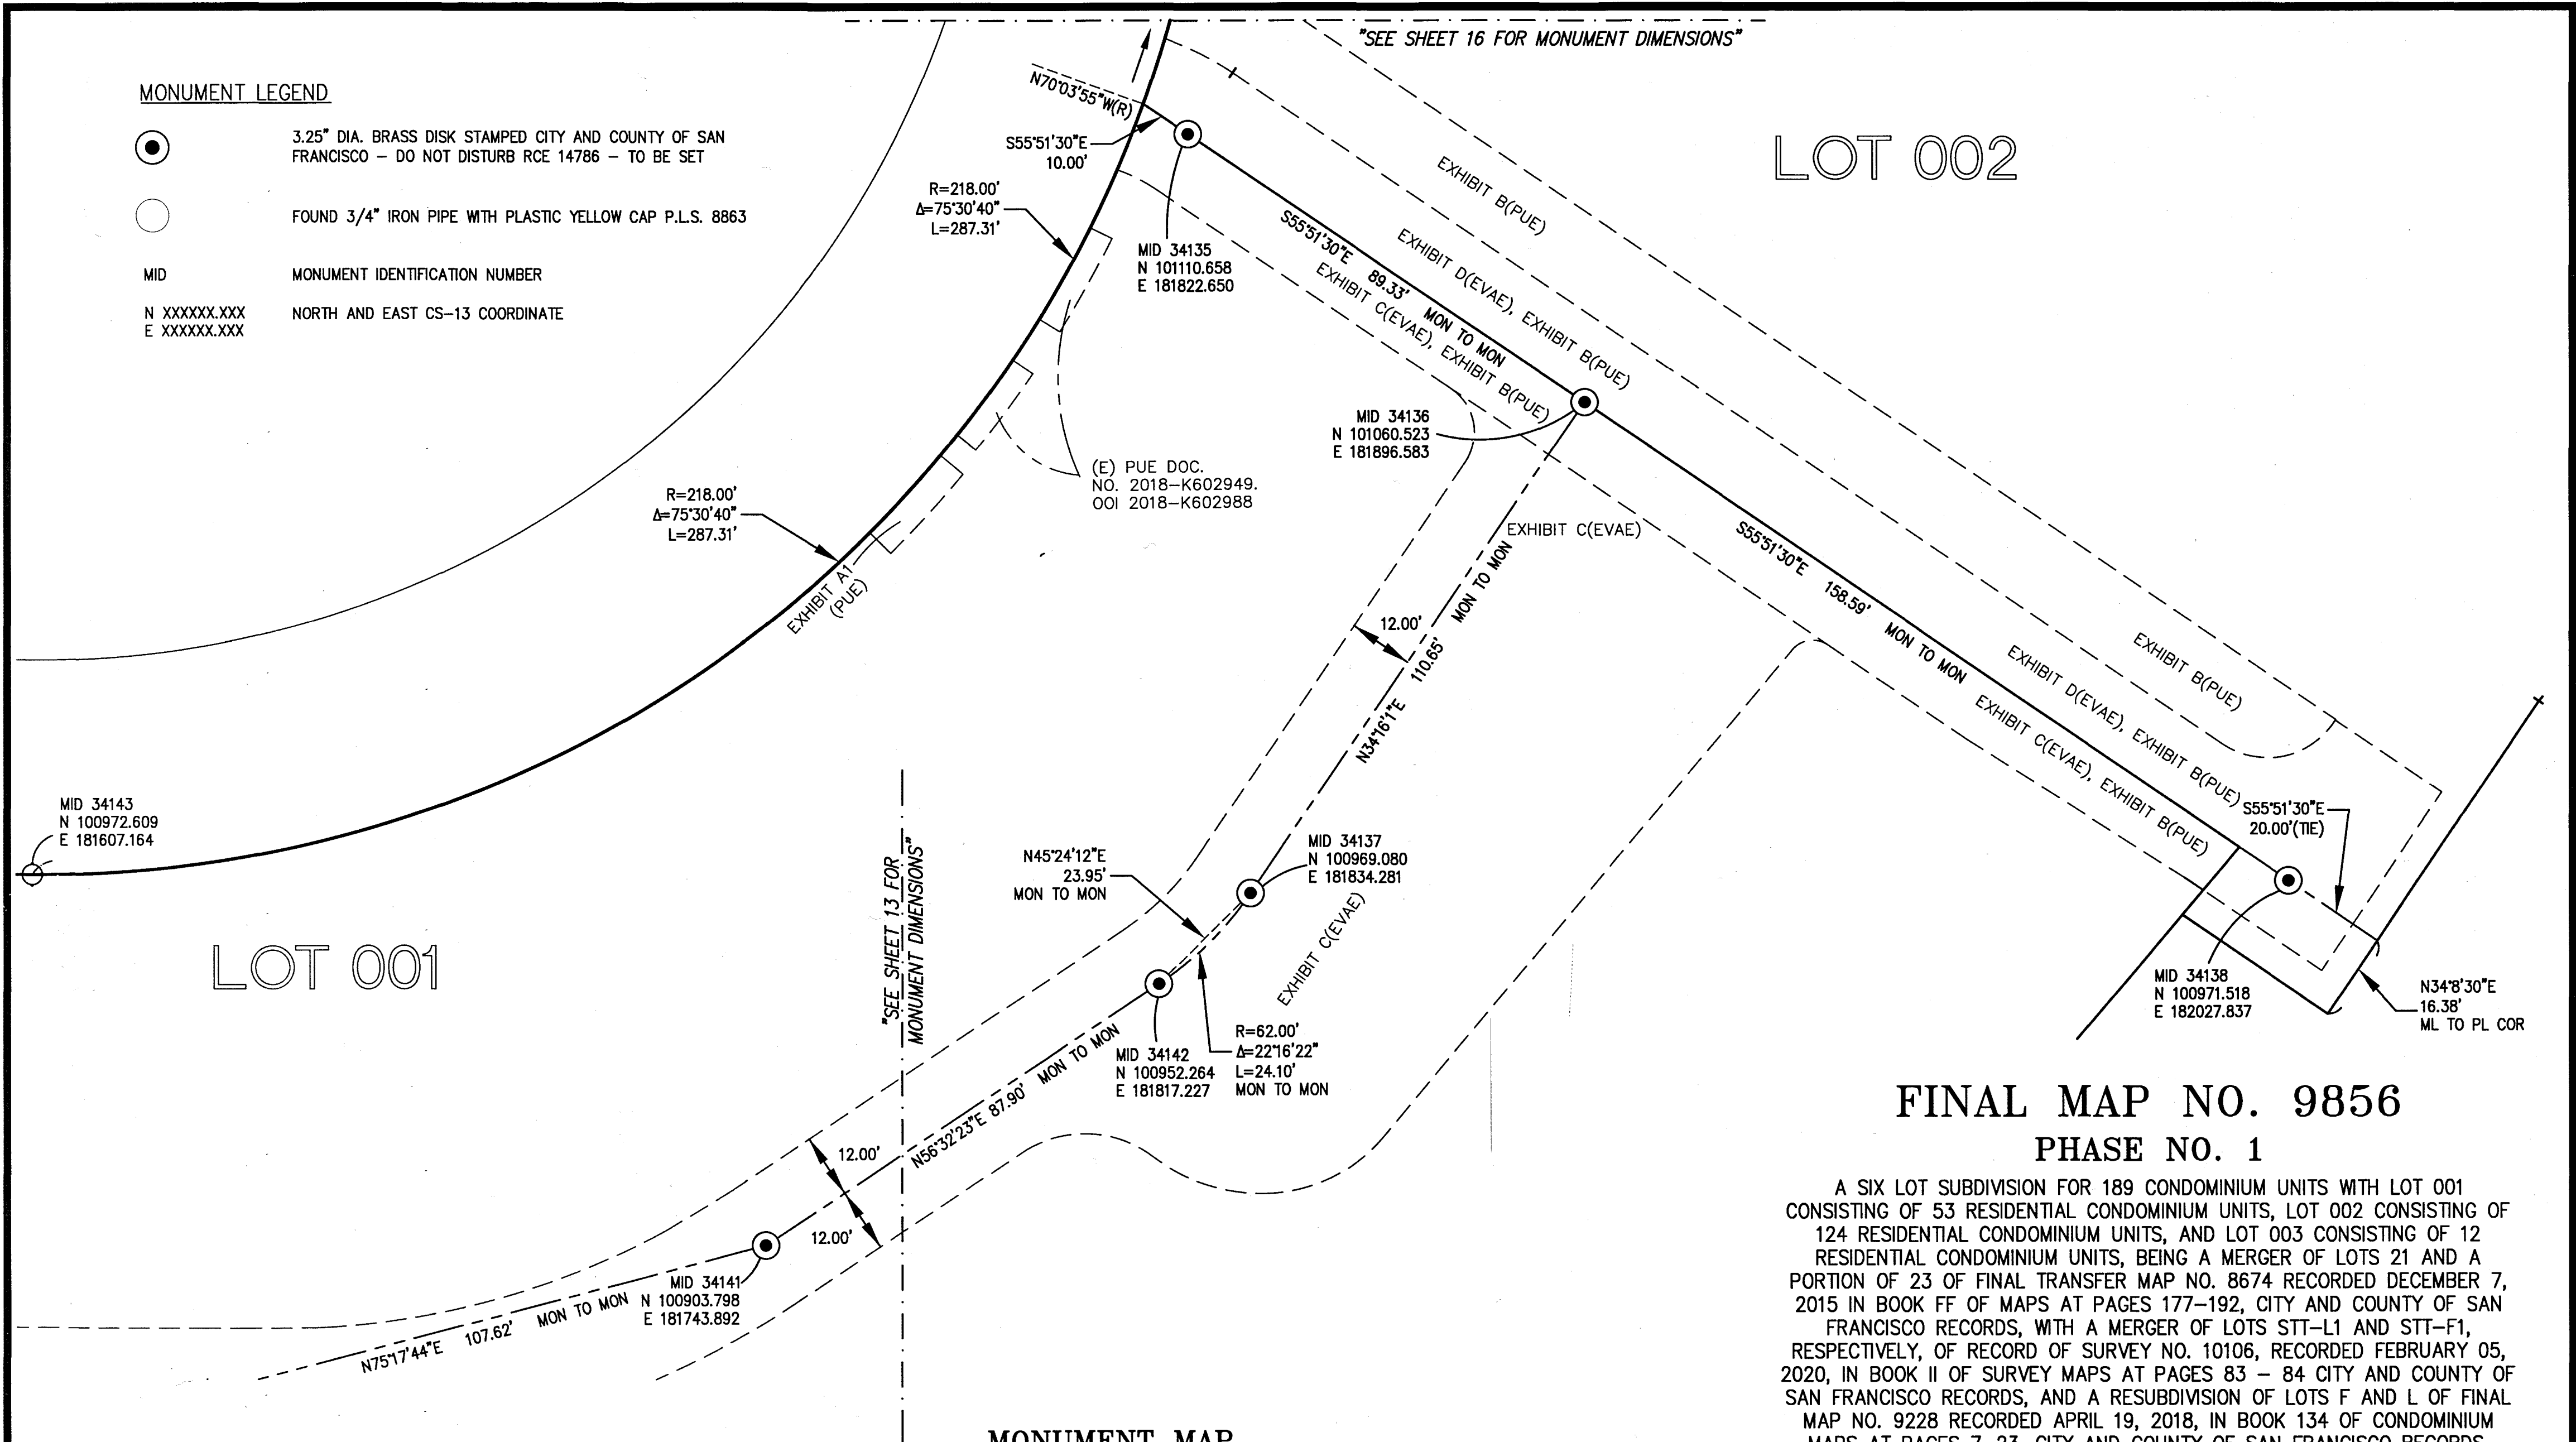 "SEE SHEET 16 FOR MONUMENT DIMENSIONS"
MONUMENT LEGEND
3.25" DIA. BRASS DISK STAMPED CITY AND COUNTY OF SAN
FRANCISCO – DO NOT DISTURB RCE 14786 – TO BE SET
FOUND 3/4" IRON PIPE WITH PLASTIC YELLOW CAP P.L.S. 8863
MID MONUMENT IDENTIFICATION NUMBER
N XXXXXX.XXX NORTH AND EAST CS–13 COORDINATE
E XXXXXX.XXX
N70°03'55"W(R)
S55°51'30"E
10.00'
R=218.00'
Δ=75°30'40"
L=287.31'
MID 34135
N 101110.658
E 181822.650
LOT 002
EXHIBIT B(PUE)
EXHIBIT D(EVAE), EXHIBIT B(PUE)
S55°51'30"E 89.33' MON TO MON
EXHIBIT C(EVAE), EXHIBIT B(PUE)
MID 34136
N 101060.523
E 181896.583
(E) PUE DOC.
NO. 2018–K602949.
OOI 2018–K602988
R=218.00'
Δ=75°30'40"
L=287.31'
EXHIBIT A1
(PUE)
EXHIBIT C(EVAE)
S55°51'30"E 158.59' MON TO MON
12.00'
N34°16'1"E 110.65' MON TO MON
EXHIBIT B(PUE)
EXHIBIT D(EVAE), EXHIBIT B(PUE)
EXHIBIT C(EVAE), EXHIBIT B(PUE)
S55°51'30"E
20.00'(TIE)
MID 34143
N 100972.609
E 181607.164
LOT 001
"SEE SHEET 13 FOR
MONUMENT DIMENSIONS"
N45°24'12"E
23.95'
MON TO MON
MID 34137
N 100969.080
E 181834.281
EXHIBIT C(EVAE)
MID 34138
N 100971.518
E 182027.837
N34°8'30"E
16.38'
ML TO PL COR
MID 34142
N 100952.264
E 181817.227
R=62.00'
Δ=22°16'22"
L=24.10'
MON TO MON
N56°32'23"E 87.90' MON TO MON
12.00'
12.00'
MID 34141
N 100903.798
E 181743.892
N75°17'44"E 107.62' MON TO MON
FINAL MAP NO. 9856
PHASE NO. 1
A SIX LOT SUBDIVISION FOR 189 CONDOMINIUM UNITS WITH LOT 001
CONSISTING OF 53 RESIDENTIAL CONDOMINIUM UNITS, LOT 002 CONSISTING OF
124 RESIDENTIAL CONDOMINIUM UNITS, AND LOT 003 CONSISTING OF 12
RESIDENTIAL CONDOMINIUM UNITS, BEING A MERGER OF LOTS 21 AND A
PORTION OF 23 OF FINAL TRANSFER MAP NO. 8674 RECORDED DECEMBER 7,
2015 IN BOOK FF OF MAPS AT PAGES 177–192, CITY AND COUNTY OF SAN
FRANCISCO RECORDS, WITH A MERGER OF LOTS STT–L1 AND STT–F1,
RESPECTIVELY, OF RECORD OF SURVEY NO. 10106, RECORDED FEBRUARY 05,
2020, IN BOOK II OF SURVEY MAPS AT PAGES 83 – 84 CITY AND COUNTY OF
SAN FRANCISCO RECORDS, AND A RESUBDIVISION OF LOTS F AND L OF FINAL
MAP NO. 9228 RECORDED APRIL 19, 2018, IN BOOK 134 OF CONDOMINIUM
MAPS AT PAGES 7–23, CITY AND COUNTY OF SAN FRANCISCO RECORDS
MONUMENT MAP